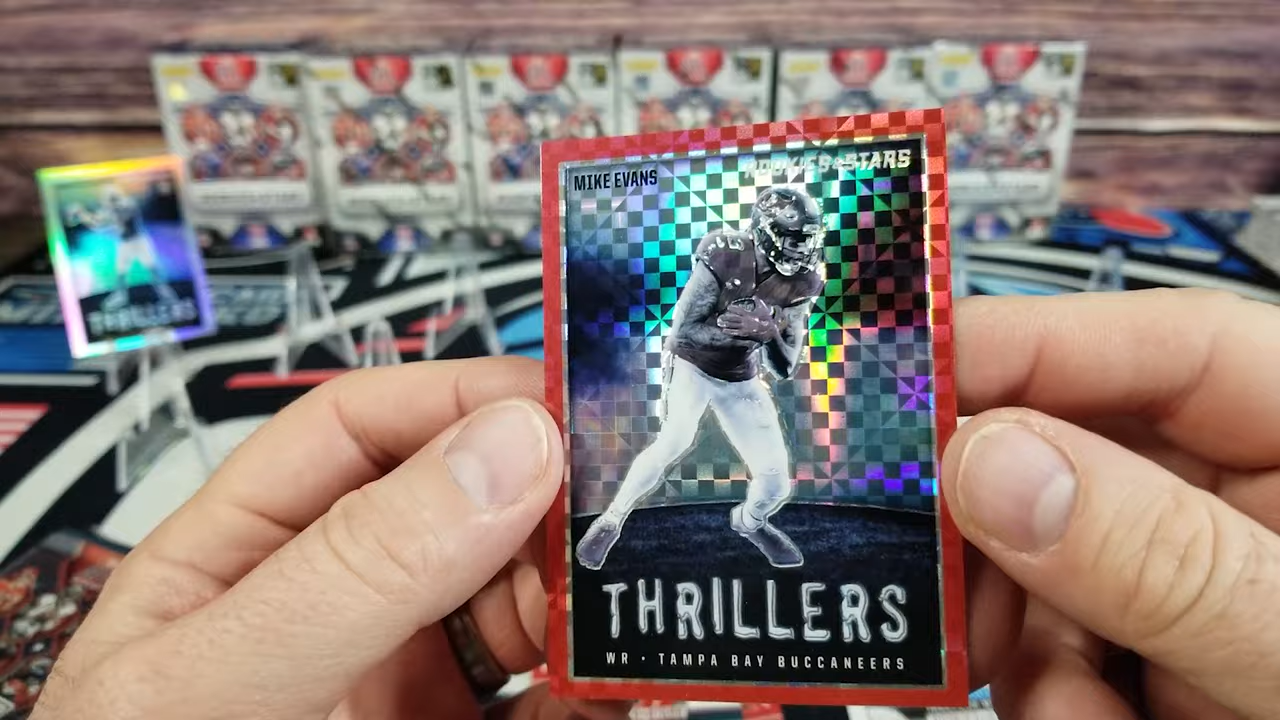 MIKE EVANS
ROOKIES & STARS
THRILLERS
WR • TAMPA BAY BUCCANEERS
THRILLERS